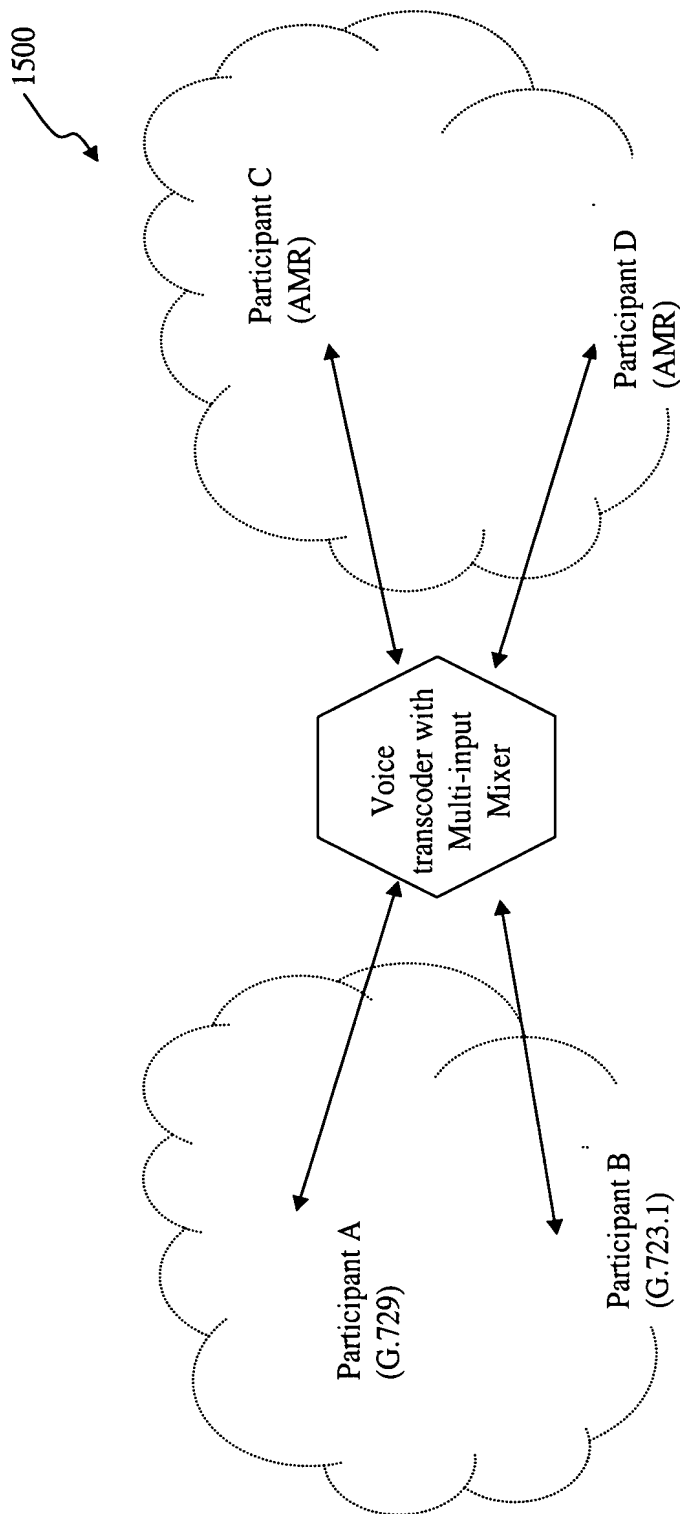 1500
Participant A
(G.729)
Participant B
(G.723.1)
Voice
transcoder with
Multi-input
Mixer
Participant C
(AMR)
Participant D
(AMR)